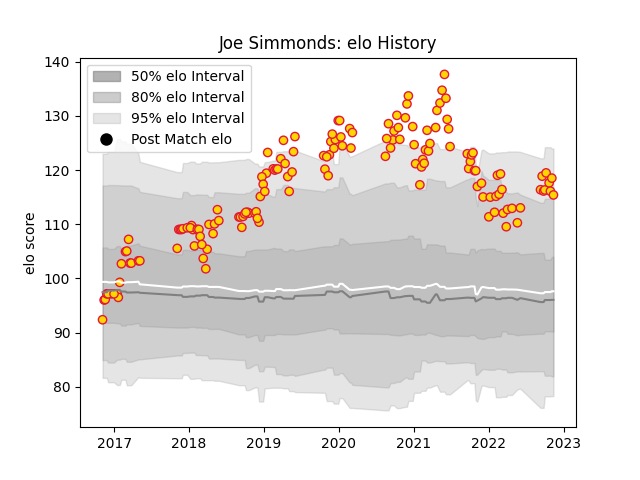 Joe Simmonds: elo History
140
130
120
110
100
90
80
elo score
50% elo Interval
80% elo Interval
95% elo Interval
Post Match elo
2017 2018 2019 2020 2021 2022 2023